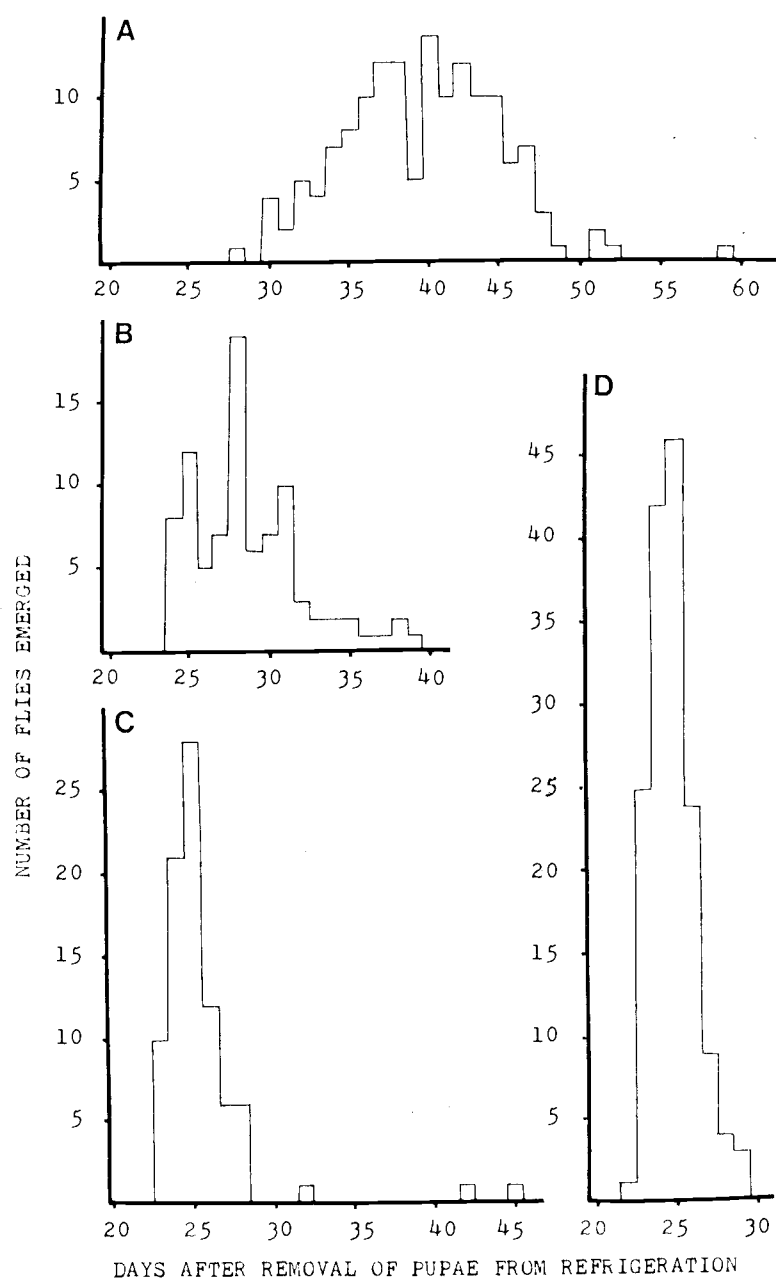 A
10
5
20 25 30 35 40 45 50 55 60
B
15
10
5
20 25 30 35 40
C
25
20
15
10
5
20 25 30 35 40 45
D
45
40
35
30
25
20
15
10
5
20 25 30
NUMBER OF FLIES EMERGED
DAYS AFTER REMOVAL OF PUPAE FROM REFRIGERATION